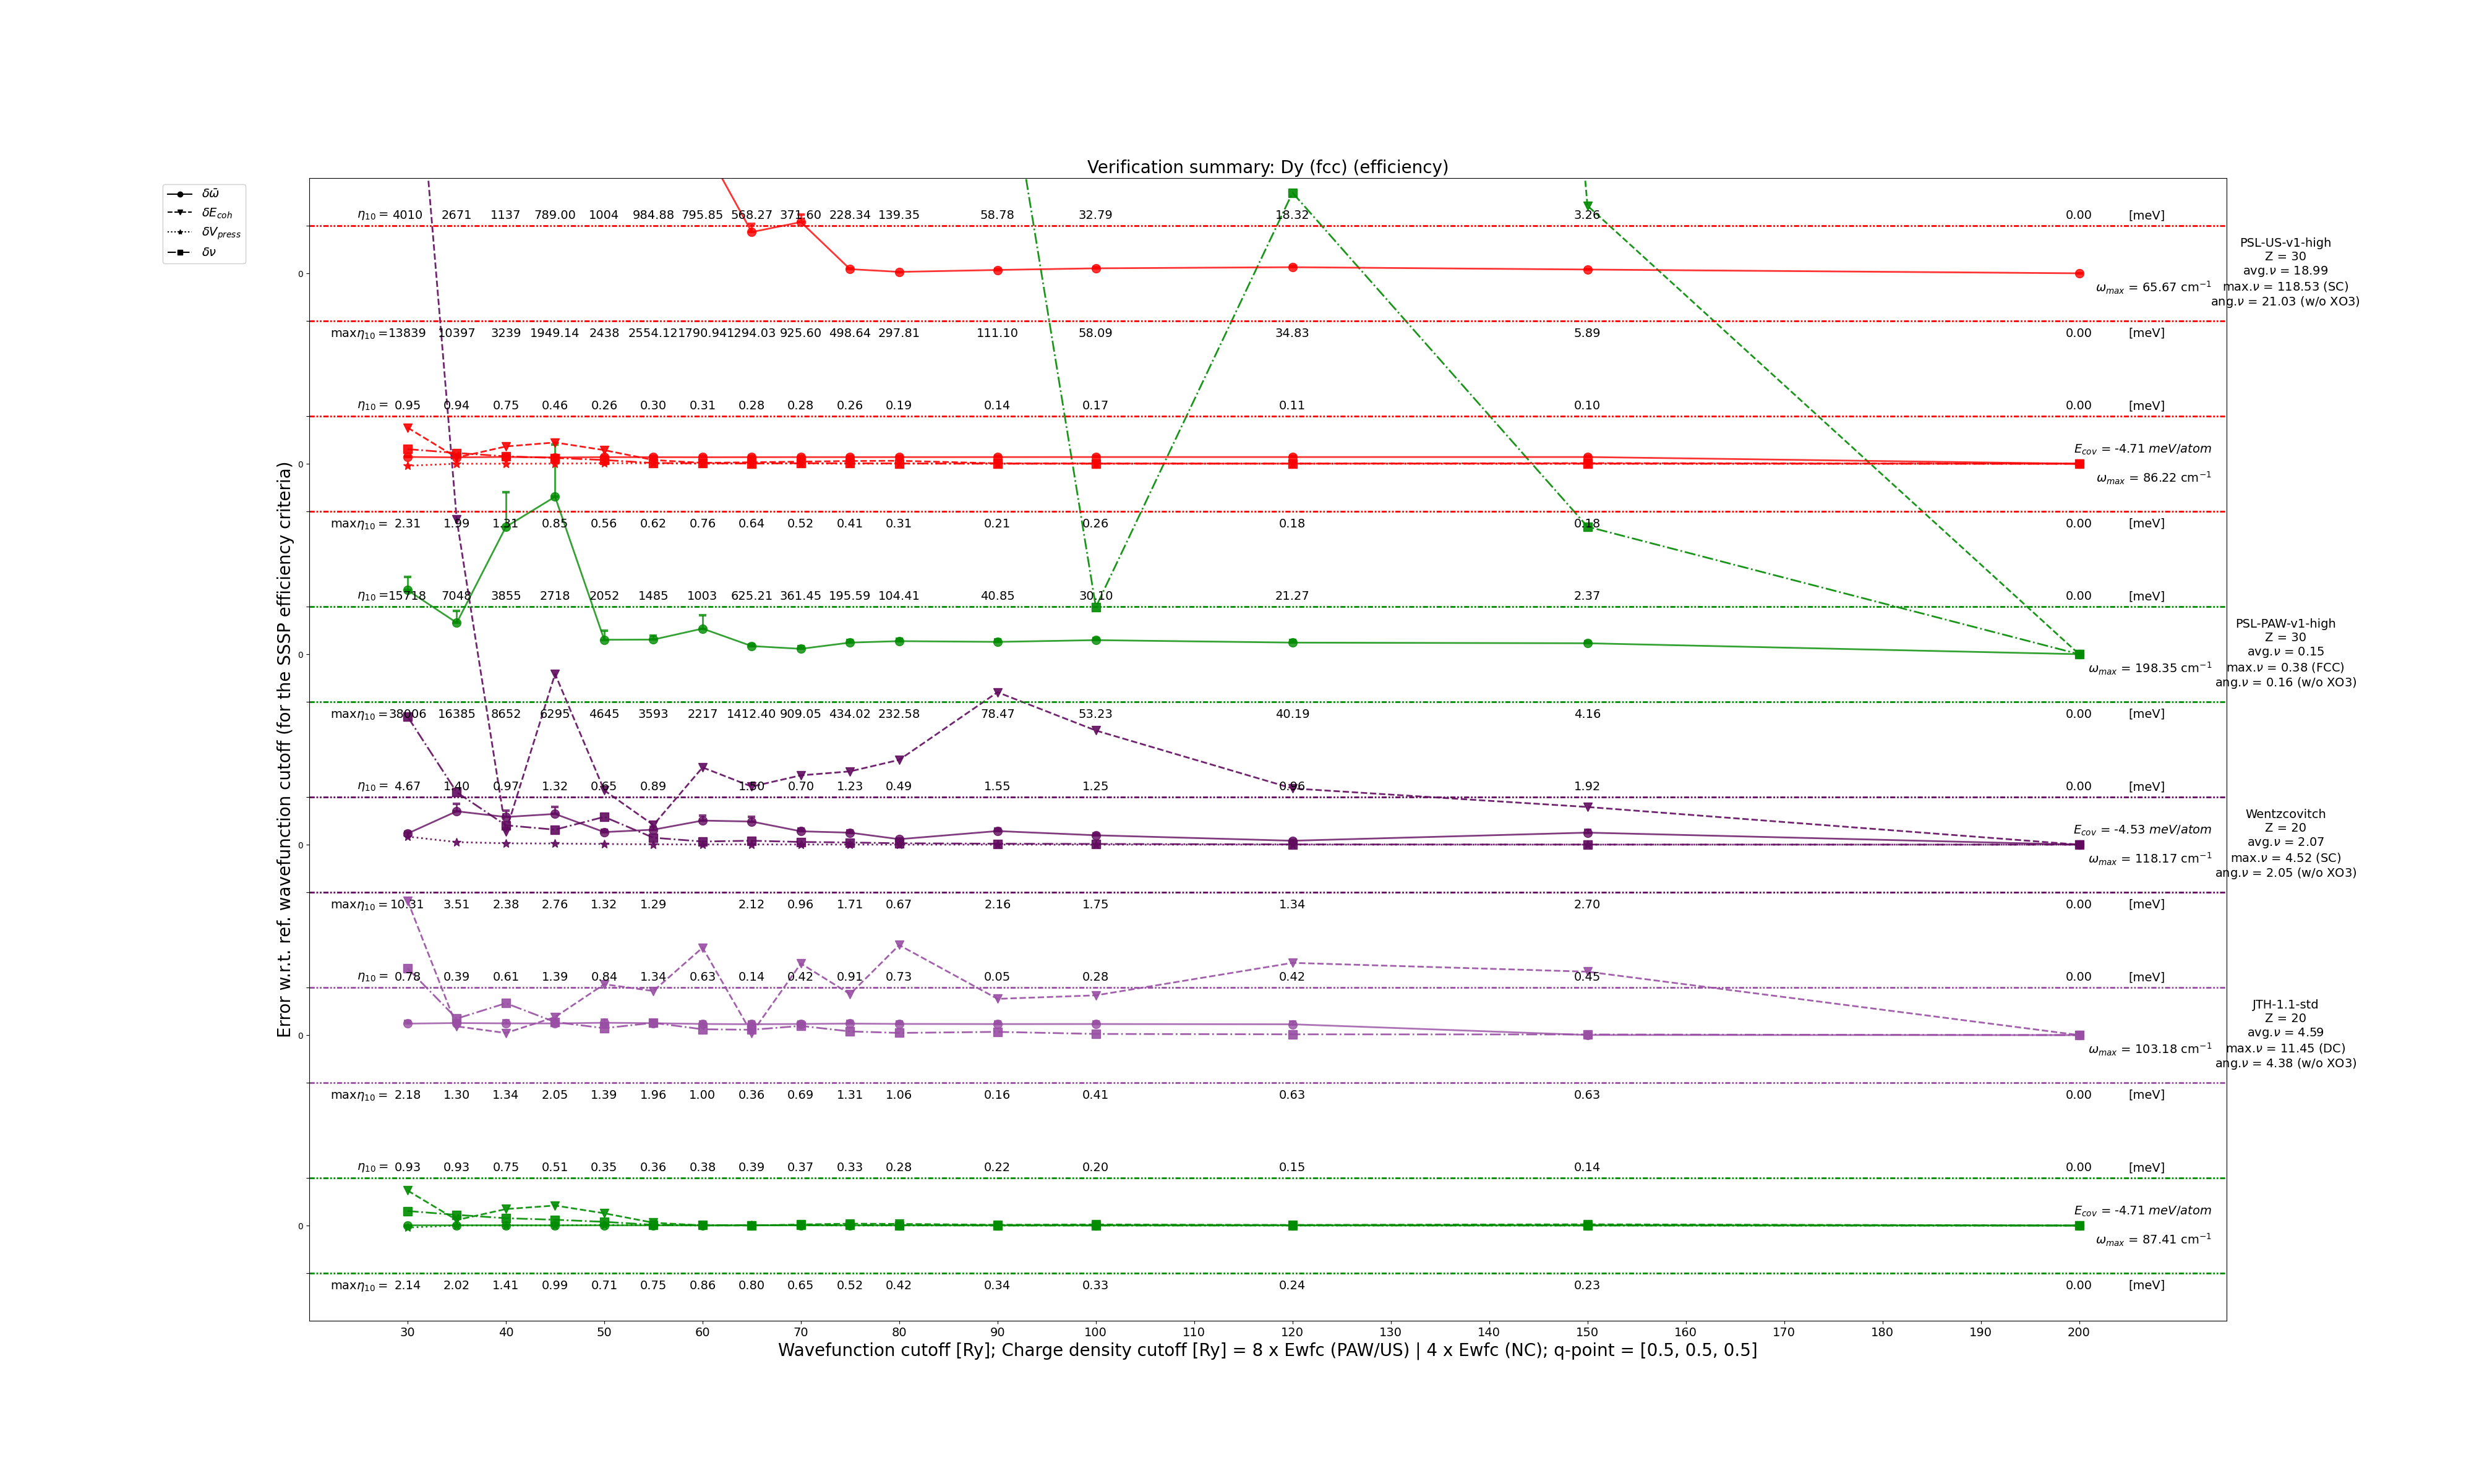 Verification summary: Dy (fcc) (efficiency)
δω̄
δE_coh
δV_press
δν
η₁₀ = 4010 2671 1137 789.00 1004 984.88 795.85 568.27 371.60 228.34 139.35 58.78 32.79 18.32 3.26 0.00 [meV]
0
PSL-US-v1-high
Z = 30
avg.ν = 18.99
ω_max = 65.67 cm⁻¹ max.ν = 118.53 (SC)
ang.ν = 21.03 (w/o XO3)
maxη₁₀ = 13839 10397 3239 1949.14 2438 2554.12 1790.94 1294.03 925.60 498.64 297.81 111.10 58.09 34.83 5.89 0.00 [meV]
η₁₀ = 0.95 0.94 0.75 0.46 0.26 0.30 0.31 0.28 0.28 0.26 0.19 0.14 0.17 0.11 0.10 0.00 [meV]
E_cov = -4.71 meV/atom
0
ω_max = 86.22 cm⁻¹
maxη₁₀ = 2.31 1.99 1.31 0.85 0.56 0.62 0.76 0.64 0.52 0.41 0.31 0.21 0.26 0.18 0.18 0.00 [meV]
η₁₀ = 15718 7048 3855 2718 2052 1485 1003 625.21 361.45 195.59 104.41 40.85 30.10 21.27 2.37 0.00 [meV]
0
PSL-PAW-v1-high
Z = 30
avg.ν = 0.15
ω_max = 198.35 cm⁻¹ max.ν = 0.38 (FCC)
ang.ν = 0.16 (w/o XO3)
maxη₁₀ = 16385 8652 6295 4645 3593 2217 1412.40 909.05 434.02 232.58 78.47 53.23 40.19 4.16 0.00 [meV]
η₁₀ = 4.67 1.40 0.97 1.32 0.65 0.89 1.50 0.70 1.23 0.49 1.55 1.25 0.96 1.92 0.00 [meV]
Wentzcovitch
Z = 20
E_cov = -4.53 meV/atom
avg.ν = 2.07
0
ω_max = 118.17 cm⁻¹ max.ν = 4.52 (SC)
ang.ν = 2.05 (w/o XO3)
maxη₁₀ = 10.31 3.51 2.38 2.76 1.32 1.29 2.12 0.96 1.71 0.67 2.16 1.75 1.34 2.70 0.00 [meV]
η₁₀ = 0.78 0.39 0.61 1.39 0.84 1.34 0.63 0.14 0.42 0.91 0.73 0.05 0.28 0.42 0.45 0.00 [meV]
0
JTH-1.1-std
Z = 20
avg.ν = 4.59
ω_max = 103.18 cm⁻¹ max.ν = 11.45 (DC)
ang.ν = 4.38 (w/o XO3)
maxη₁₀ = 2.18 1.30 1.34 2.05 1.39 1.96 1.00 0.36 0.69 1.31 1.06 0.16 0.41 0.63 0.63 0.00 [meV]
η₁₀ = 0.93 0.93 0.75 0.51 0.35 0.36 0.38 0.39 0.37 0.33 0.28 0.22 0.20 0.15 0.14 0.00 [meV]
E_cov = -4.71 meV/atom
0
ω_max = 87.41 cm⁻¹
maxη₁₀ = 2.14 2.02 1.41 0.99 0.71 0.75 0.86 0.80 0.65 0.52 0.42 0.34 0.33 0.24 0.23 0.00 [meV]
30 40 50 60 70 80 90 100 110 120 130 140 150 160 170 180 190 200
Wavefunction cutoff [Ry]; Charge density cutoff [Ry] = 8 x Ewfc (PAW/US) | 4 x Ewfc (NC); q-point = [0.5, 0.5, 0.5]
Error w.r.t. ref. wavefunction cutoff (for the SSSP efficiency criteria)